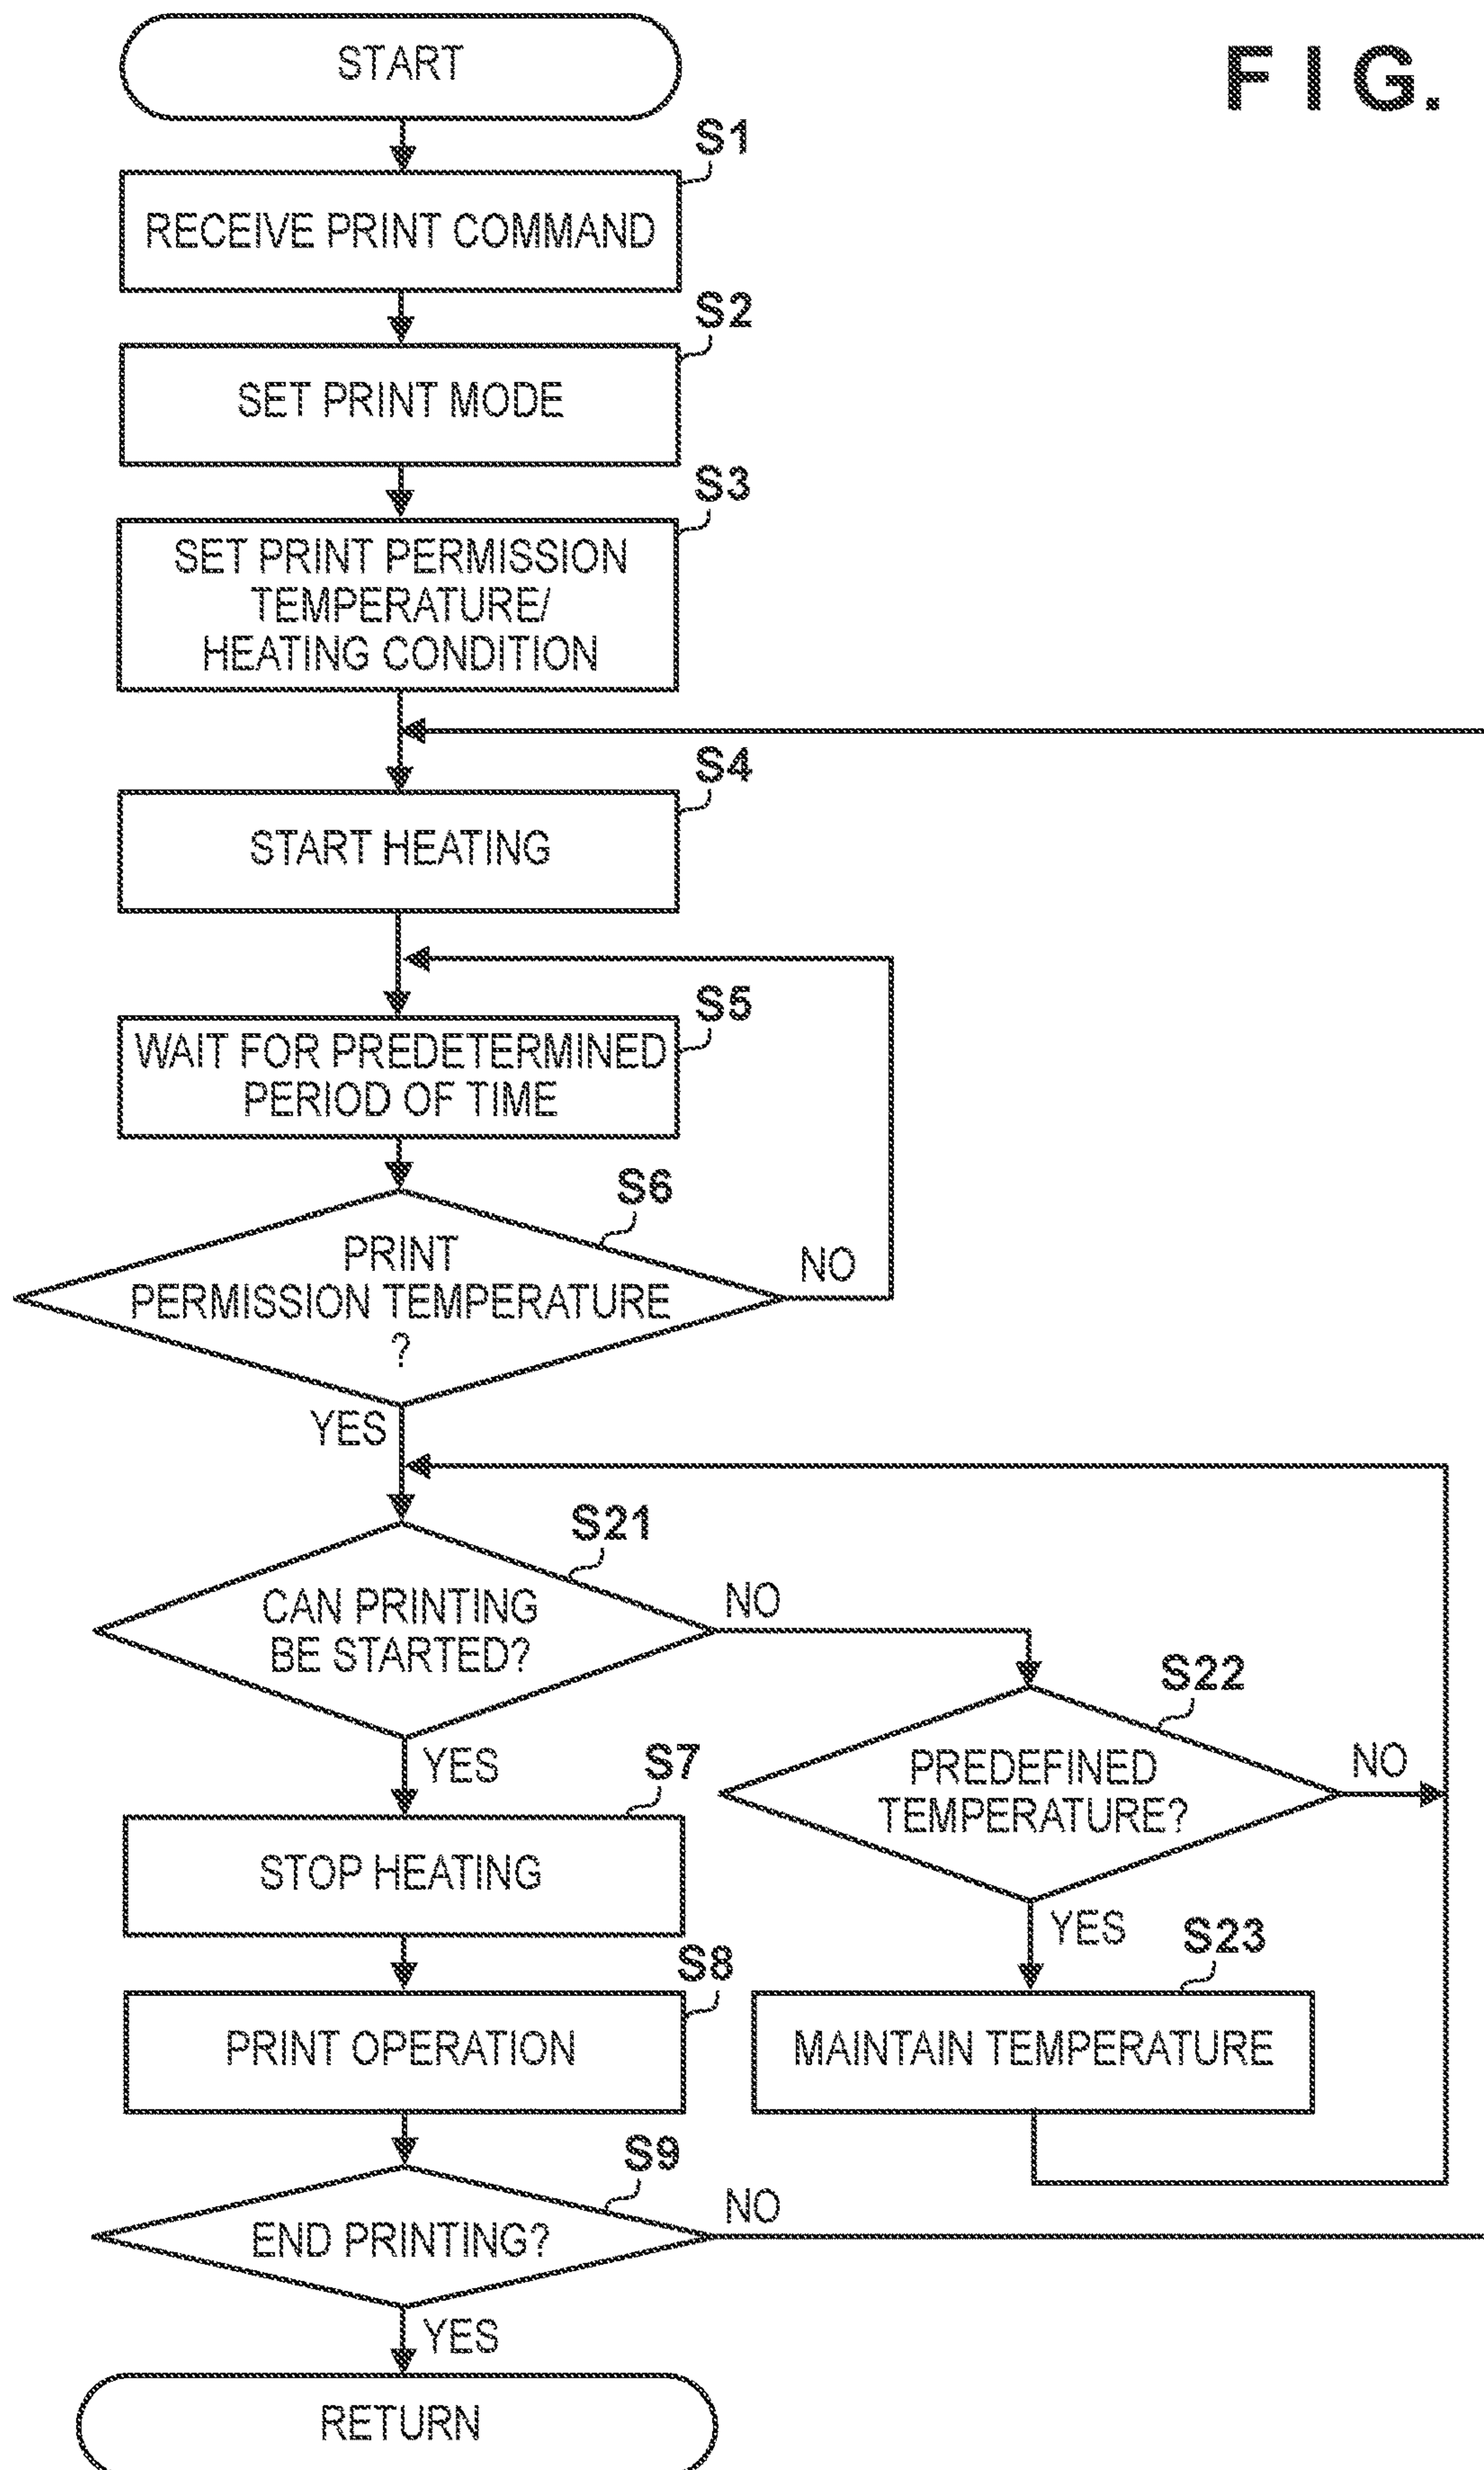 FIG.
START
S1
RECEIVE PRINT COMMAND
S2
SET PRINT MODE
S3
SET PRINT PERMISSION
TEMPERATURE/
HEATING CONDITION
S4
START HEATING
S5
WAIT FOR PREDETERMINED
PERIOD OF TIME
S6
PRINT
PERMISSION TEMPERATURE
?
NO
YES
S21
CAN PRINTING
BE STARTED?
NO
YES
S22
PREDEFINED
TEMPERATURE?
NO
YES
S7
STOP HEATING
S23
MAINTAIN TEMPERATURE
S8
PRINT OPERATION
S9
END PRINTING?
NO
YES
RETURN